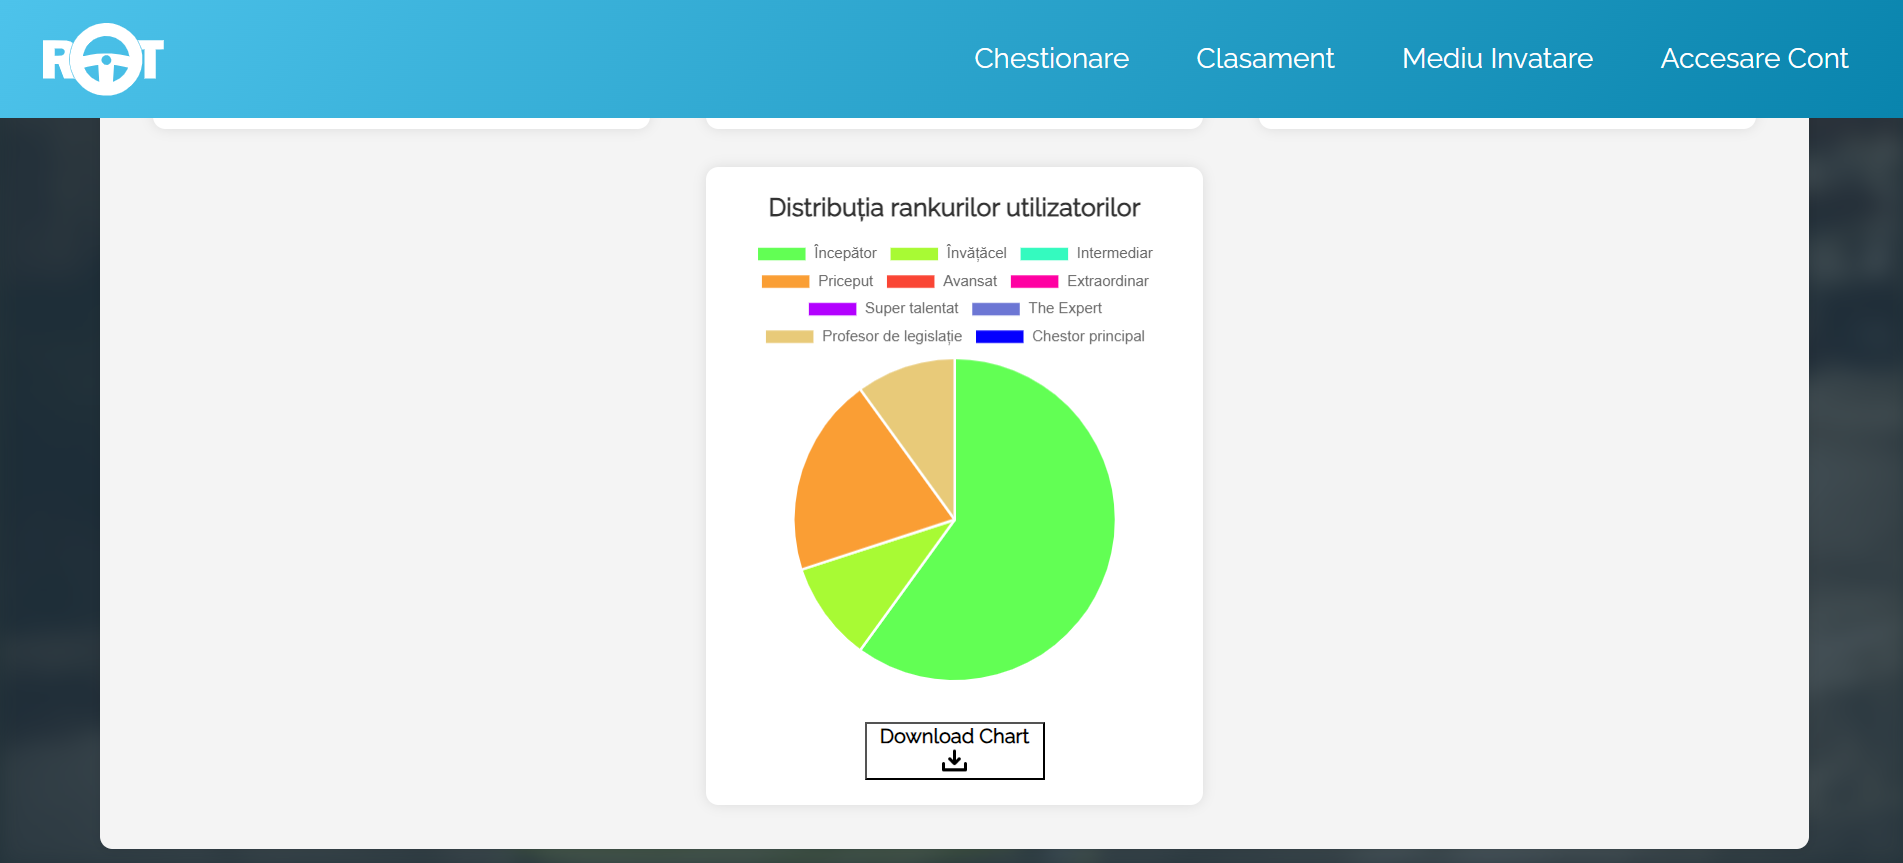 ROT
Chestionare Clasament Mediu Invatare Accesare Cont
Distribuția rankurilor utilizatorilor
Începător Învățăcel Intermediar
Priceput Avansat Extraordinar
Super talentat The Expert
Profesor de legislație Chestor principal
Download Chart